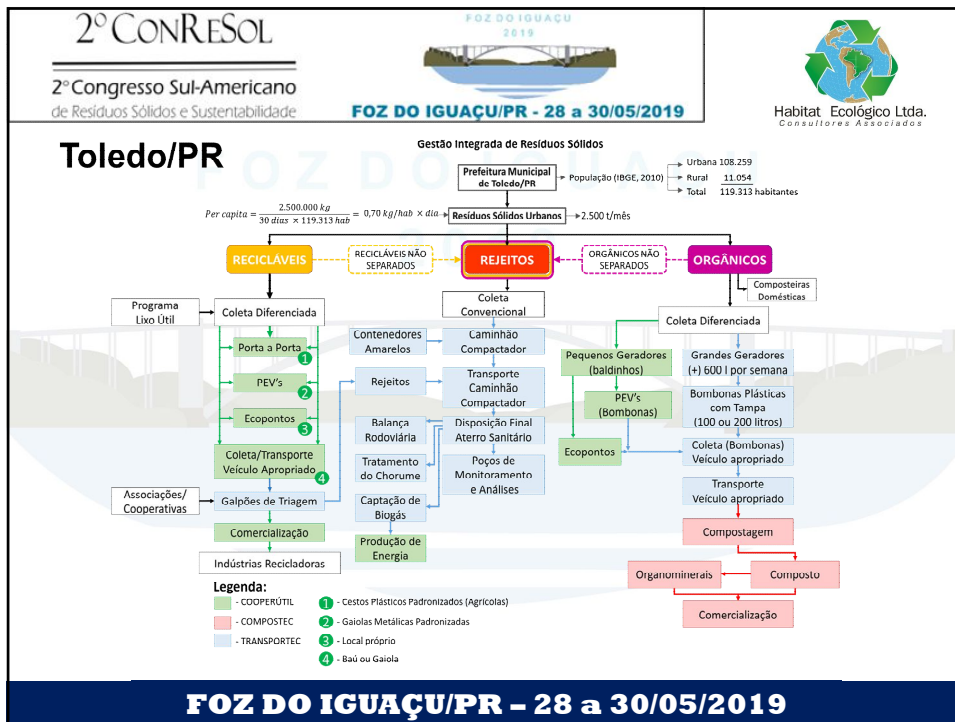 2º CONRESOL
2º Congresso Sul-Americano
de Resíduos Sólidos e Sustentabilidade
FOZ DO IGUAÇU
2019
FOZ DO IGUAÇU/PR - 28 a 30/05/2019
Habitat Ecológico Ltda.
Consultores Associados
Toledo/PR
FOZ DO IGUAÇU
Gestão Integrada de Resíduos Sólidos
Prefeitura Municipal
de Toledo/PR
População (IBGE, 2010)
Urbana 108.259
Rural 11.054
Total 119.313 habitantes
Per capita = 2.500.000 kg / 30 dias × 119.313 hab = 0,70 kg/hab × dia
Resíduos Sólidos Urbanos
2.500 t/mês
RECICLÁVEIS
RECICLÁVEIS NÃO
SEPARADOS
REJEITOS
ORGÂNICOS NÃO
SEPARADOS
ORGÂNICOS
Composteiras
Domésticas
Programa
Lixo Útil
Coleta Diferenciada
Porta a Porta
1
PEV's
2
Ecopontos
3
Coleta/Transporte
Veículo Apropriado
4
Associações/
Cooperativas
Galpões de Triagem
Comercialização
Indústrias Recicladoras
Coleta
Convencional
Contenedores
Amarelos
Caminhão
Compactador
Rejeitos
Transporte
Caminhão
Compactador
Balança
Rodoviária
Disposição Final
Aterro Sanitário
Tratamento
do Chorume
Poços de
Monitoramento
e Análises
Captação de
Biogás
Produção de
Energia
Coleta Diferenciada
Pequenos Geradores
(baldinhos)
PEV's
(Bombonas)
Ecopontos
Grandes Geradores
(+) 600 l por semana
Bombonas Plásticas
com Tampa
(100 ou 200 litros)
Coleta (Bombonas)
Veículo apropriado
Transporte
Veículo apropriado
Compostagem
Organominerais
Composto
Comercialização
Legenda:
- COOPERÚTIL
- COMPOSTEC
- TRANSPORTEC
1 - Cestos Plásticos Padronizados (Agrícolas)
2 - Gaiolas Metálicas Padronizadas
3 - Local próprio
4 - Baú ou Gaiola
FOZ DO IGUAÇU/PR – 28 a 30/05/2019